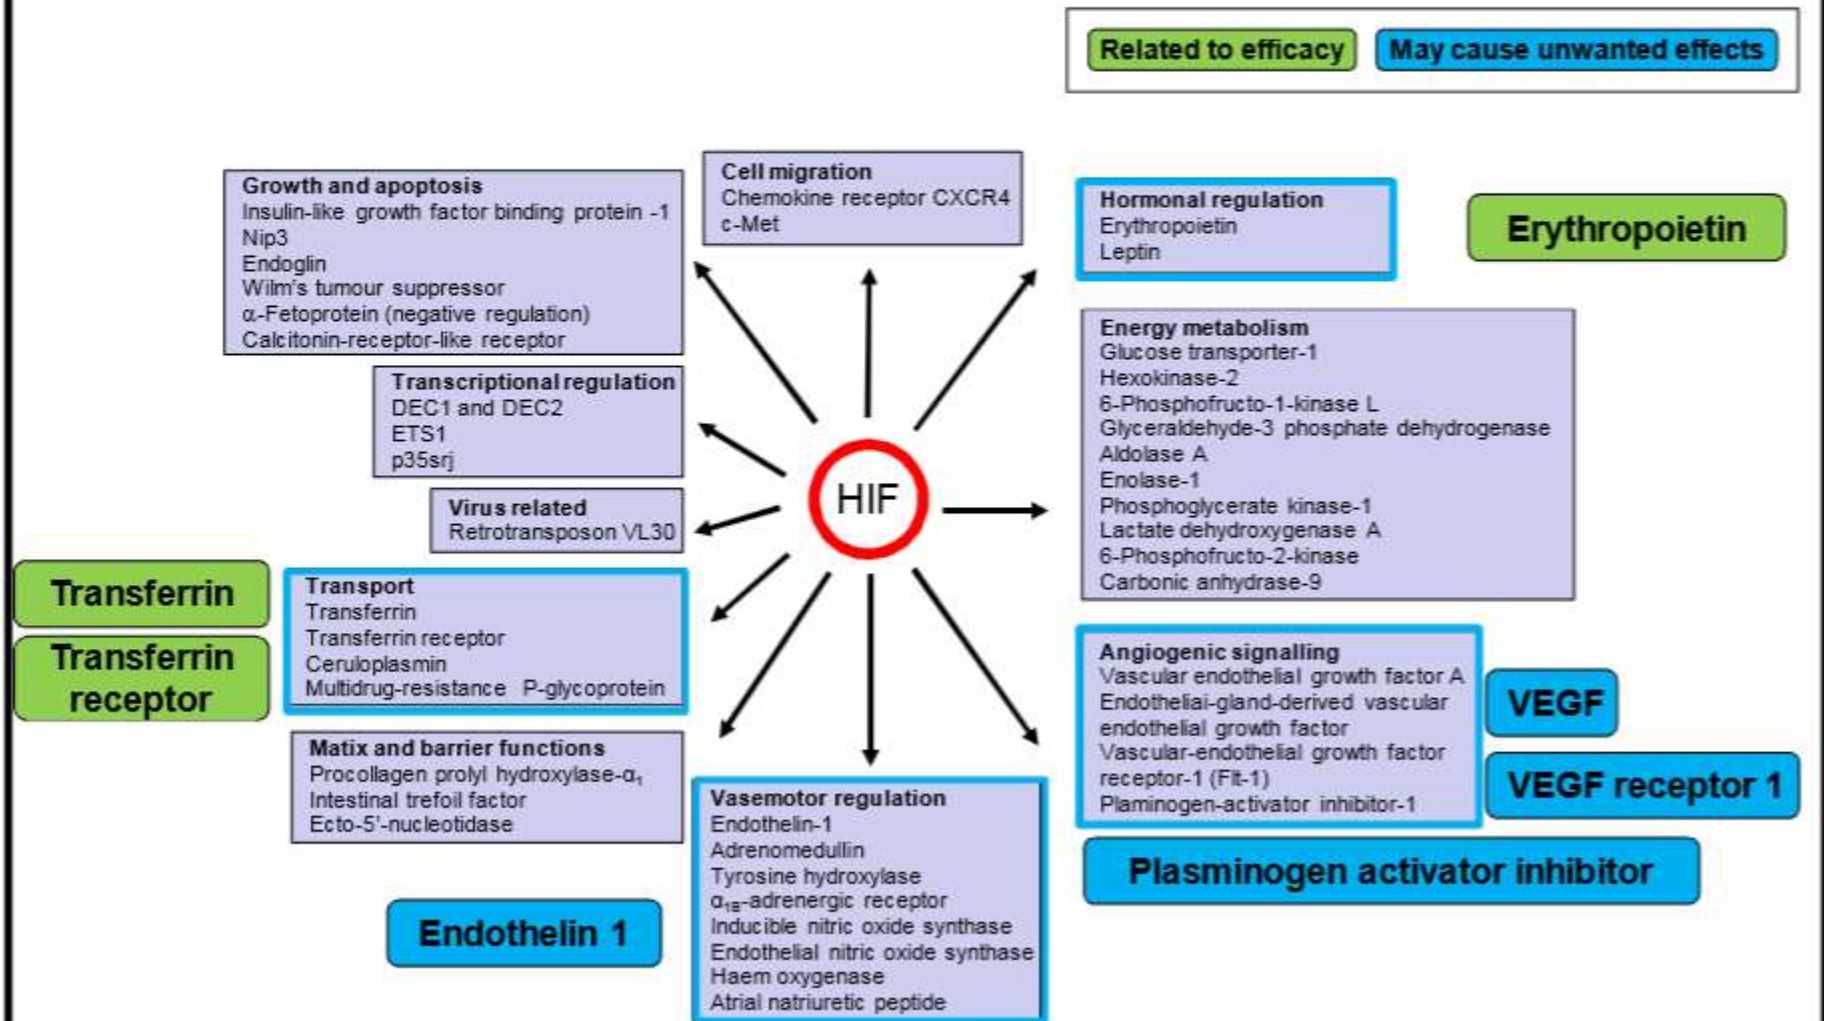 Related to efficacy
May cause unwanted effects
Growth and apoptosis
Insulin-like growth factor binding protein -1
Nip3
Endoglin
Wilm's tumour suppressor
α-Fetoprotein (negative regulation)
Calcitonin-receptor-like receptor
Cell migration
Chemokine receptor CXCR4
c-Met
Hormonal regulation
Erythropoietin
Leptin
Erythropoietin
Energy metabolism
Glucose transporter-1
Hexokinase-2
6-Phosphofructo-1-kinase L
Glyceraldehyde-3 phosphate dehydrogenase
Aldolase A
Enolase-1
Phosphoglycerate kinase-1
Lactate dehydroxygenase A
6-Phosphofructo-2-kinase
Carbonic anhydrase-9
Transcriptional regulation
DEC1 and DEC2
ETS1
p35srj
HIF
Virus related
Retrotransposon VL30
Transferrin
Transferrin
receptor
Transport
Transferrin
Transferrin receptor
Ceruloplasmin
Multidrug-resistance P-glycoprotein
Angiogenic signalling
Vascular endothelial growth factor A
Endotheliai-gland-derived vascular
endothelial growth factor
Vascular-endothelial growth factor
receptor-1 (Flt-1)
Plaminogen-activator inhibitor-1
VEGF
VEGF receptor 1
Plasminogen activator inhibitor
Matix and barrier functions
Procollagen prolyl hydroxylase-α₁
Intestinal trefoil factor
Ecto-5'-nucleotidase
Vasemotor regulation
Endothelin-1
Adrenomedullin
Tyrosine hydroxylase
α₁ᵦ-adrenergic receptor
Inducible nitric oxide synthase
Endothelial nitric oxide synthase
Haem oxygenase
Atrial natriuretic peptide
Endothelin 1